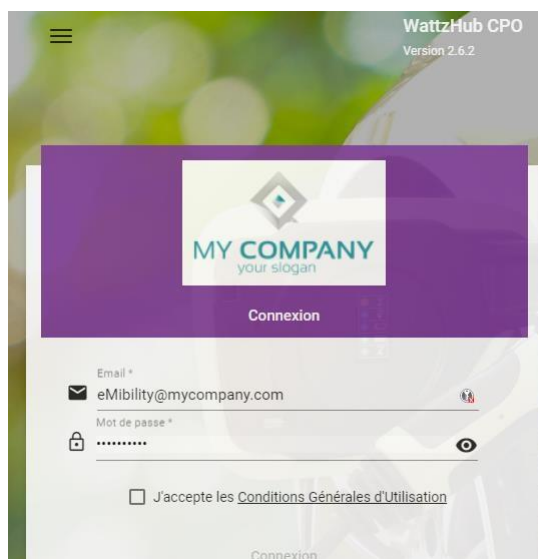 WattzHub CPO
Version 2.6.2
MY COMPANY
your slogan
Connexion
Email *
eMibility@mycompany.com
Mot de passe *
••••••••••
J'accepte les Conditions Générales d'Utilisation
Connexion